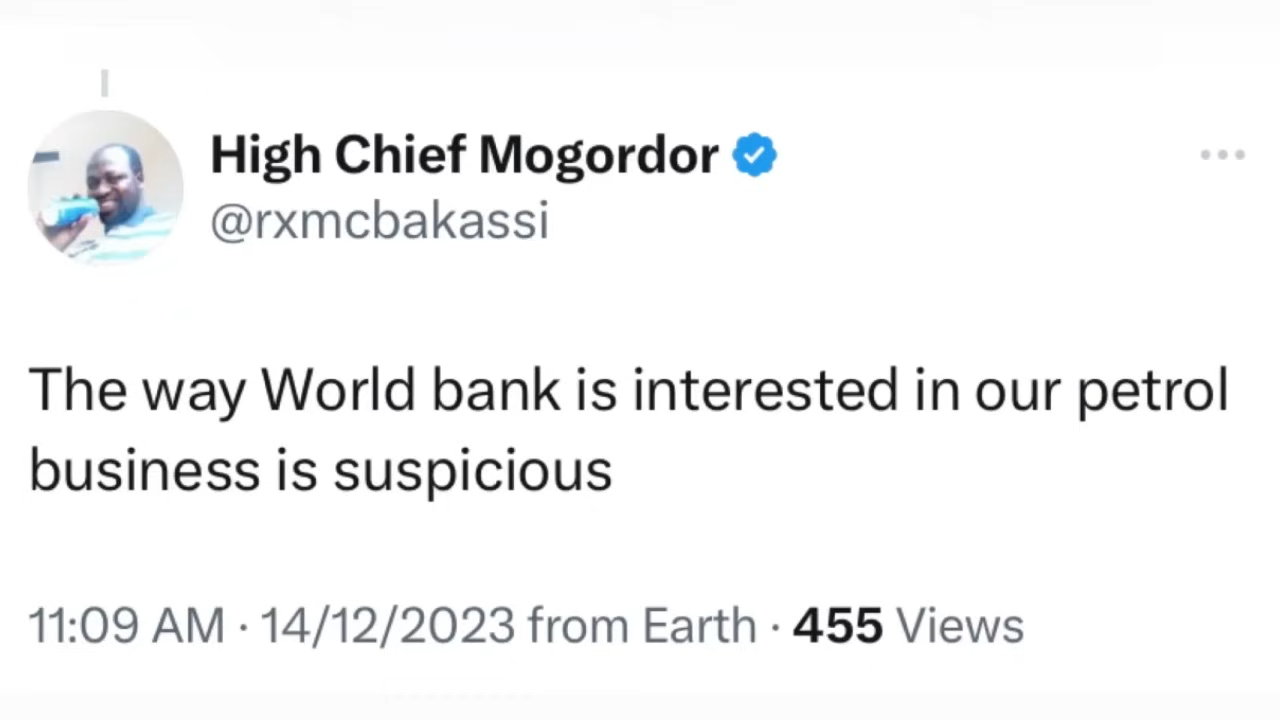 High Chief Mogordor
@rxmcbakassi
The way World bank is interested in our petrol
business is suspicious
11:09 AM · 14/12/2023 from Earth · 455 Views